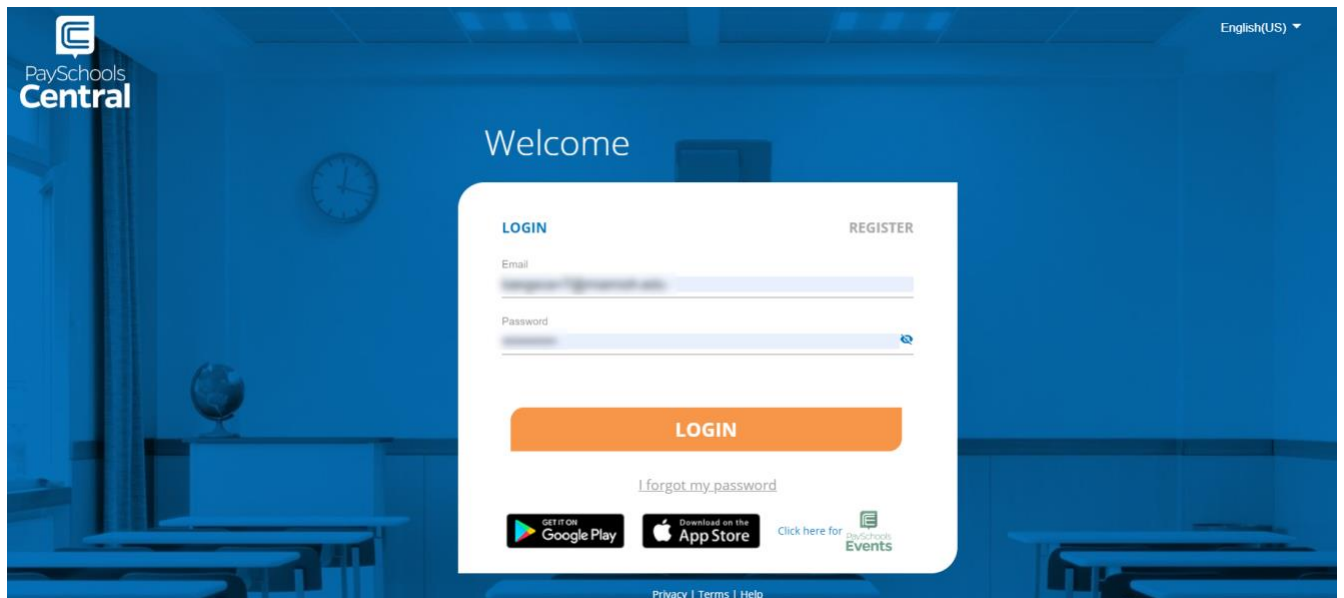 English(US)
PaySchools
Central
Welcome
LOGIN
REGISTER
Email
Password
LOGIN
I forgot my password
GET IT ON
Google Play
Download on the
App Store
Click here for
PaySchools
Events
Privacy | Terms | Help